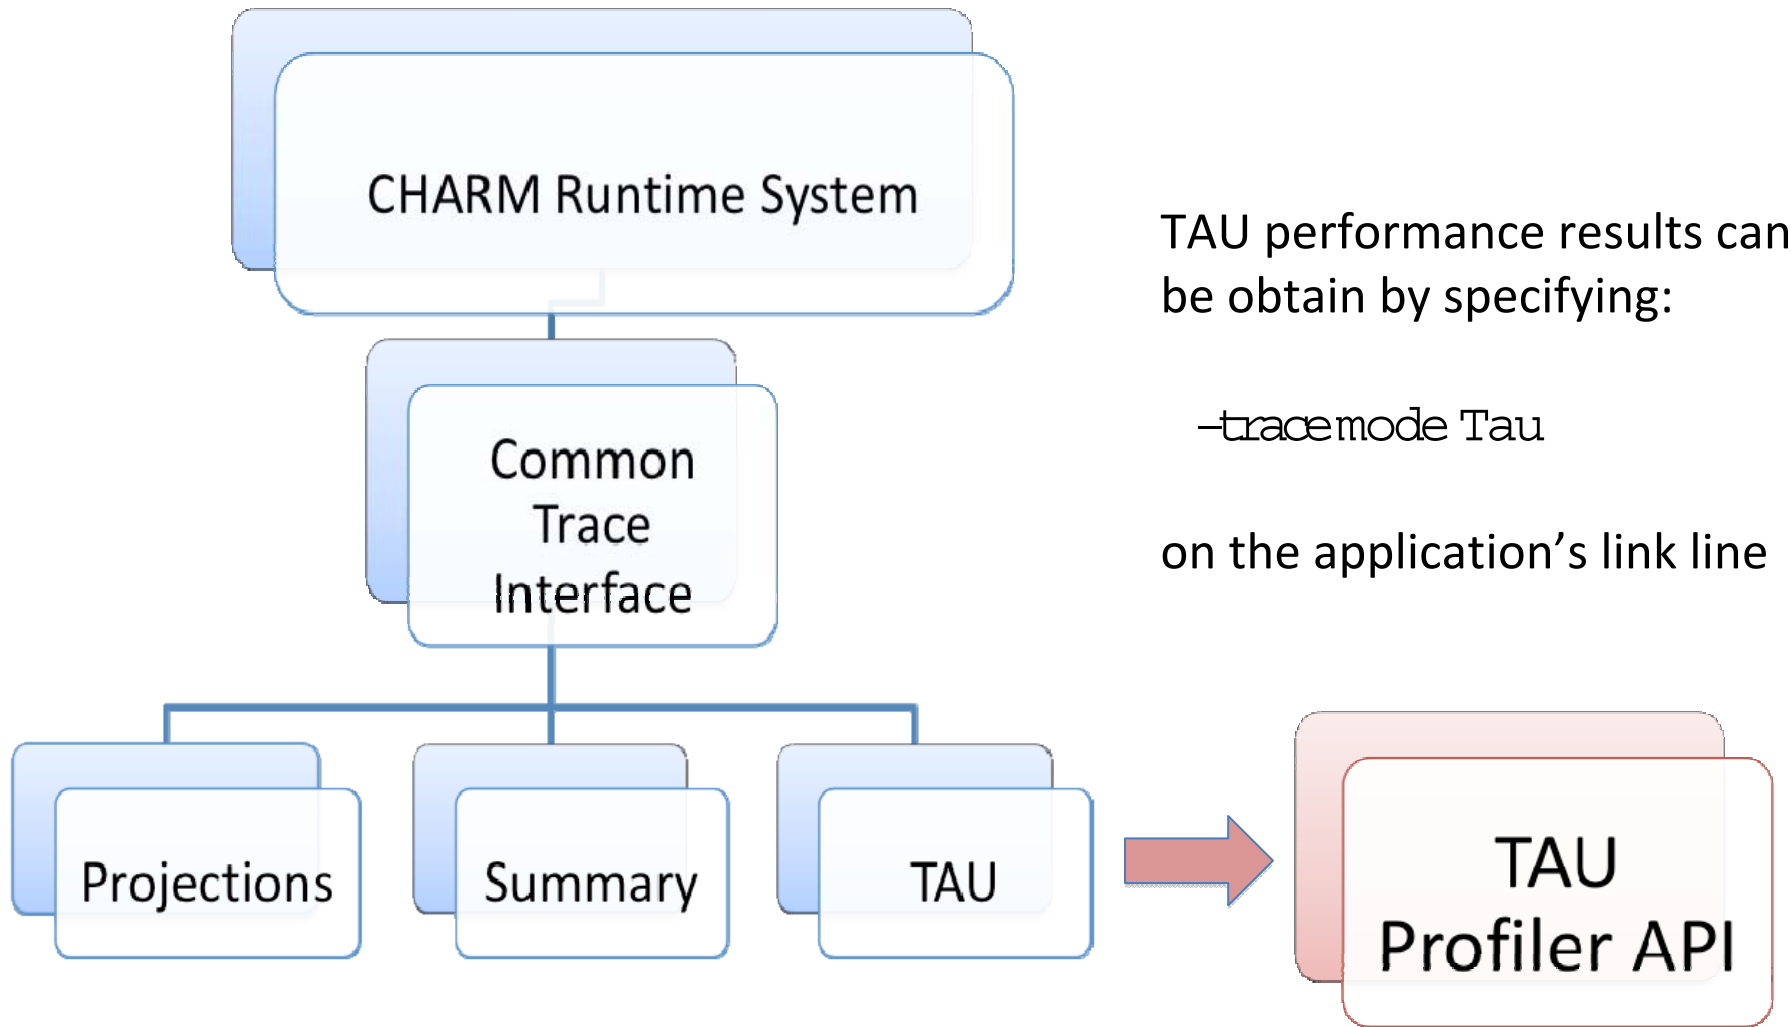 CHARM Runtime System
TAU performance results can
be obtain by specifying:
–tracemode Tau
on the application’s link line
Common
Trace
Interface
Projections
Summary
TAU
TAU
Profiler API